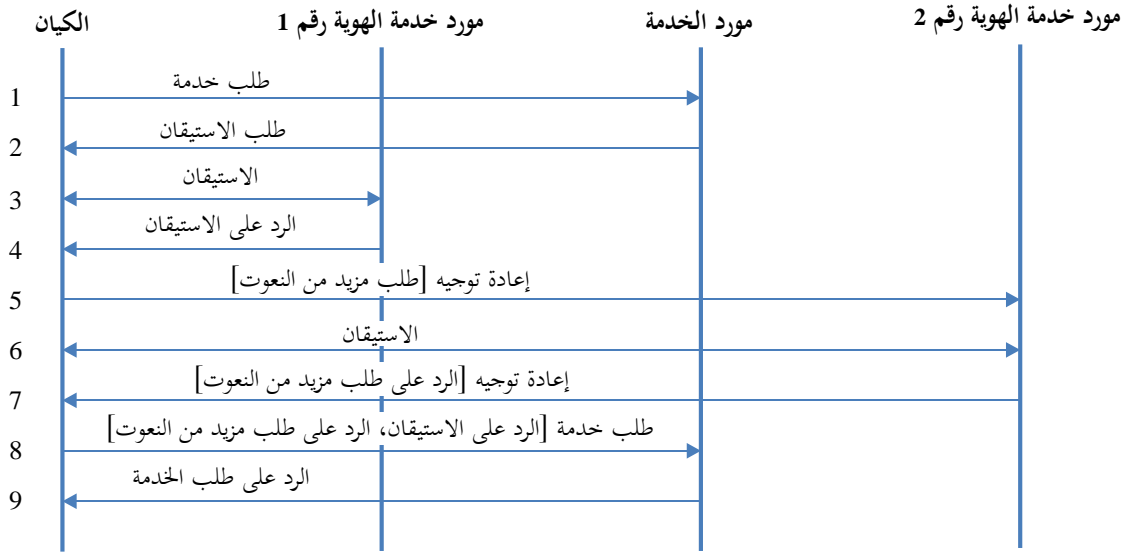 الكيان
مورد خدمة الهوية رقم 1
مورد الخدمة
مورد خدمة الهوية رقم 2
1
طلب خدمة
2
طلب الاستيقان
3
الاستيقان
4
الرد على الاستيقان
5
إعادة توجيه [طلب مزيد من النعوت]
6
الاستيقان
7
إعادة توجيه [الرد على طلب مزيد من النعوت]
8
طلب خدمة [الرد على الاستيقان، الرد على طلب مزيد من النعوت]
9
الرد على طلب الخدمة